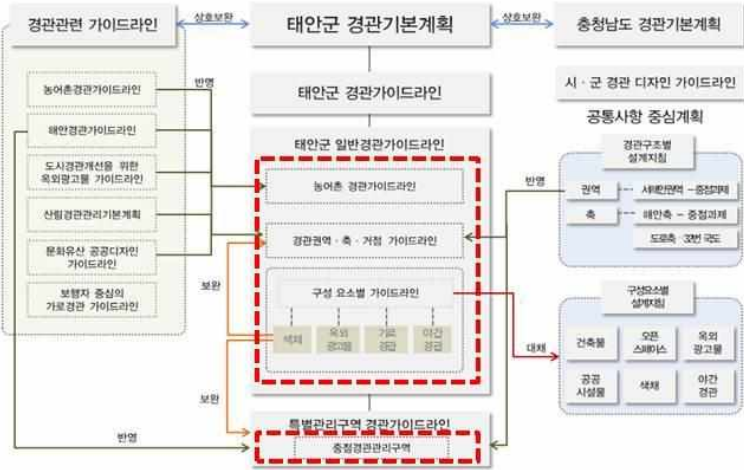 경관관련 가이드라인
상호보완
태안군 경관기본계획
상호보완
충청남도 경관기본계획
반영
농어촌경관가이드라인
태안경관가이드라인
도시경관개선을 위한
옥외광고물 가이드라인
산림경관관리기본계획
문화유산 공공디자인
가이드라인
보행자 중심의
가로경관 가이드라인
태안군 경관가이드라인
태안군 일반경관가이드라인
농어촌 경관가이드라인
경관권역 · 축 · 거점 가이드라인
구성 요소별 가이드라인
색채
옥외
광고물
야간
경관
보완
보완
반영
특별관리구역 경관가이드라인
중점경관관리구역
시 · 군 경관 디자인 가이드라인
공통사항 중심계획
경관구조별
설계지침
반영
권역
서해안권역 – 중점과제
축
해안축 – 중점과제
도로축 · 32번 국도
구성요소별
설계지침
대체
건축물
오픈
스페이스
옥외
광고물
공공
시설물
색채
야간
경관